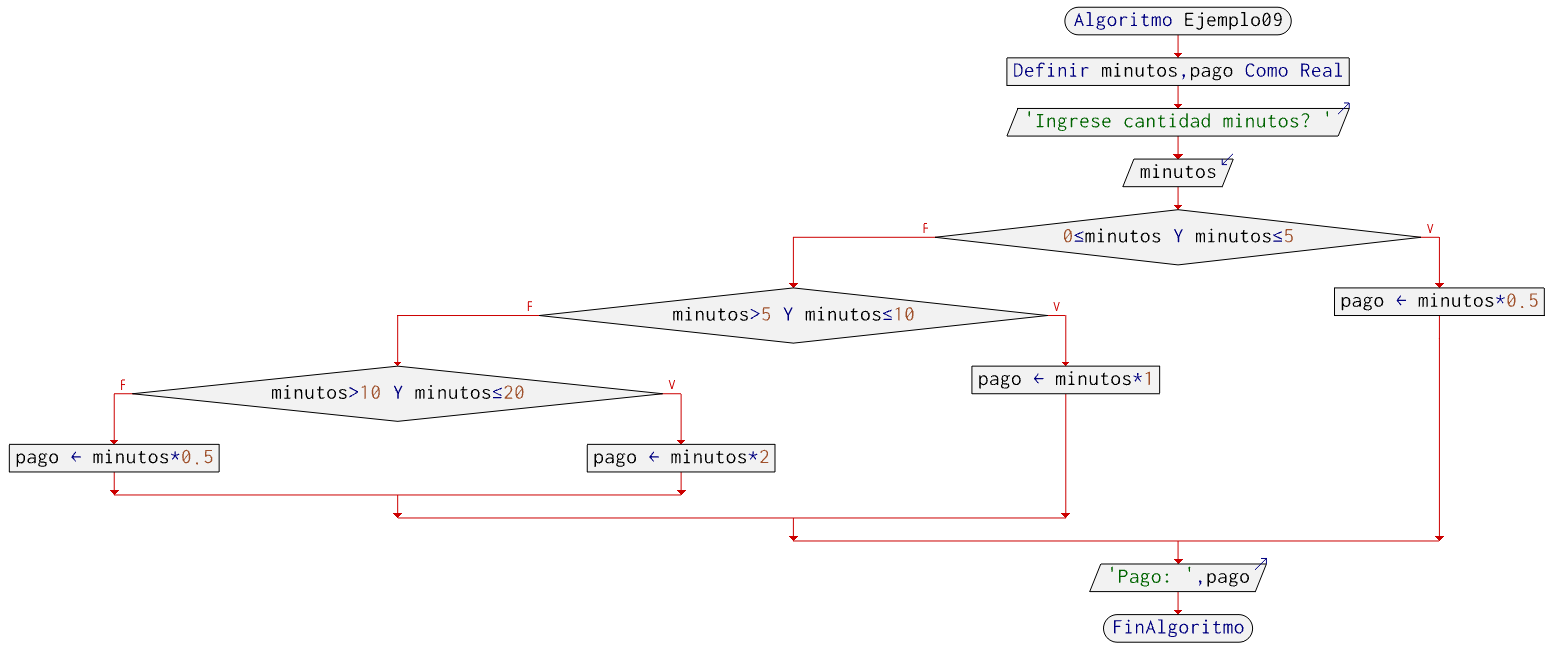 Algoritmo Ejemplo09
Definir minutos,pago Como Real
'Ingrese cantidad minutos? '
minutos
0≤minutos Y minutos≤5
F
V
minutos>5 Y minutos≤10
F
V
pago ← minutos*0.5
minutos>10 Y minutos≤20
F
V
pago ← minutos*1
pago ← minutos*0.5
pago ← minutos*2
'Pago: ',pago
FinAlgoritmo